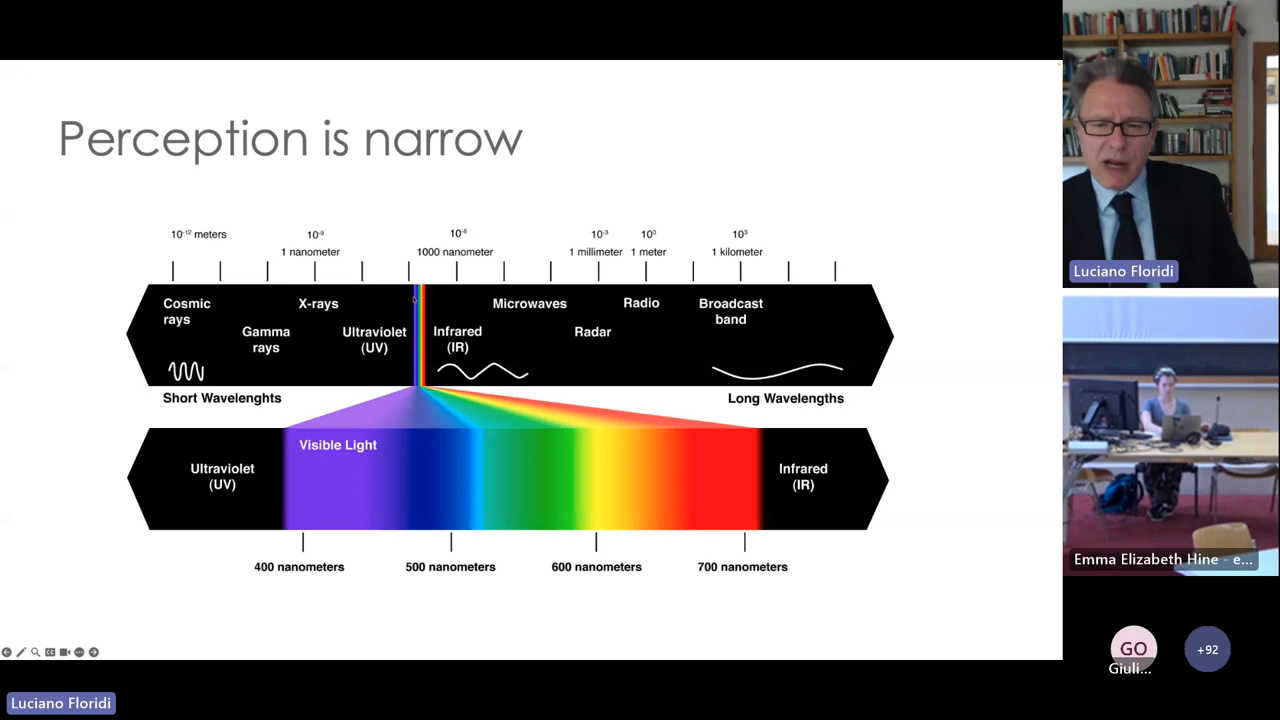 Perception is narrow
10⁻¹² meters
10⁻⁹
1 nanometer
10⁻⁶
1000 nanometer
10⁻³
1 millimeter
10⁰
1 meter
10³
1 kilometer
Cosmic
rays
Gamma
rays
X-rays
Ultraviolet
(UV)
Infrared
(IR)
Microwaves
Radar
Radio
Broadcast
band
Short Wavelenghts
Long Wavelengths
Ultraviolet
(UV)
Visible Light
Infrared
(IR)
400 nanometers
500 nanometers
600 nanometers
700 nanometers
Luciano Floridi
Luciano Floridi
Emma Elizabeth Hine - e...
GO
Giuli...
+92